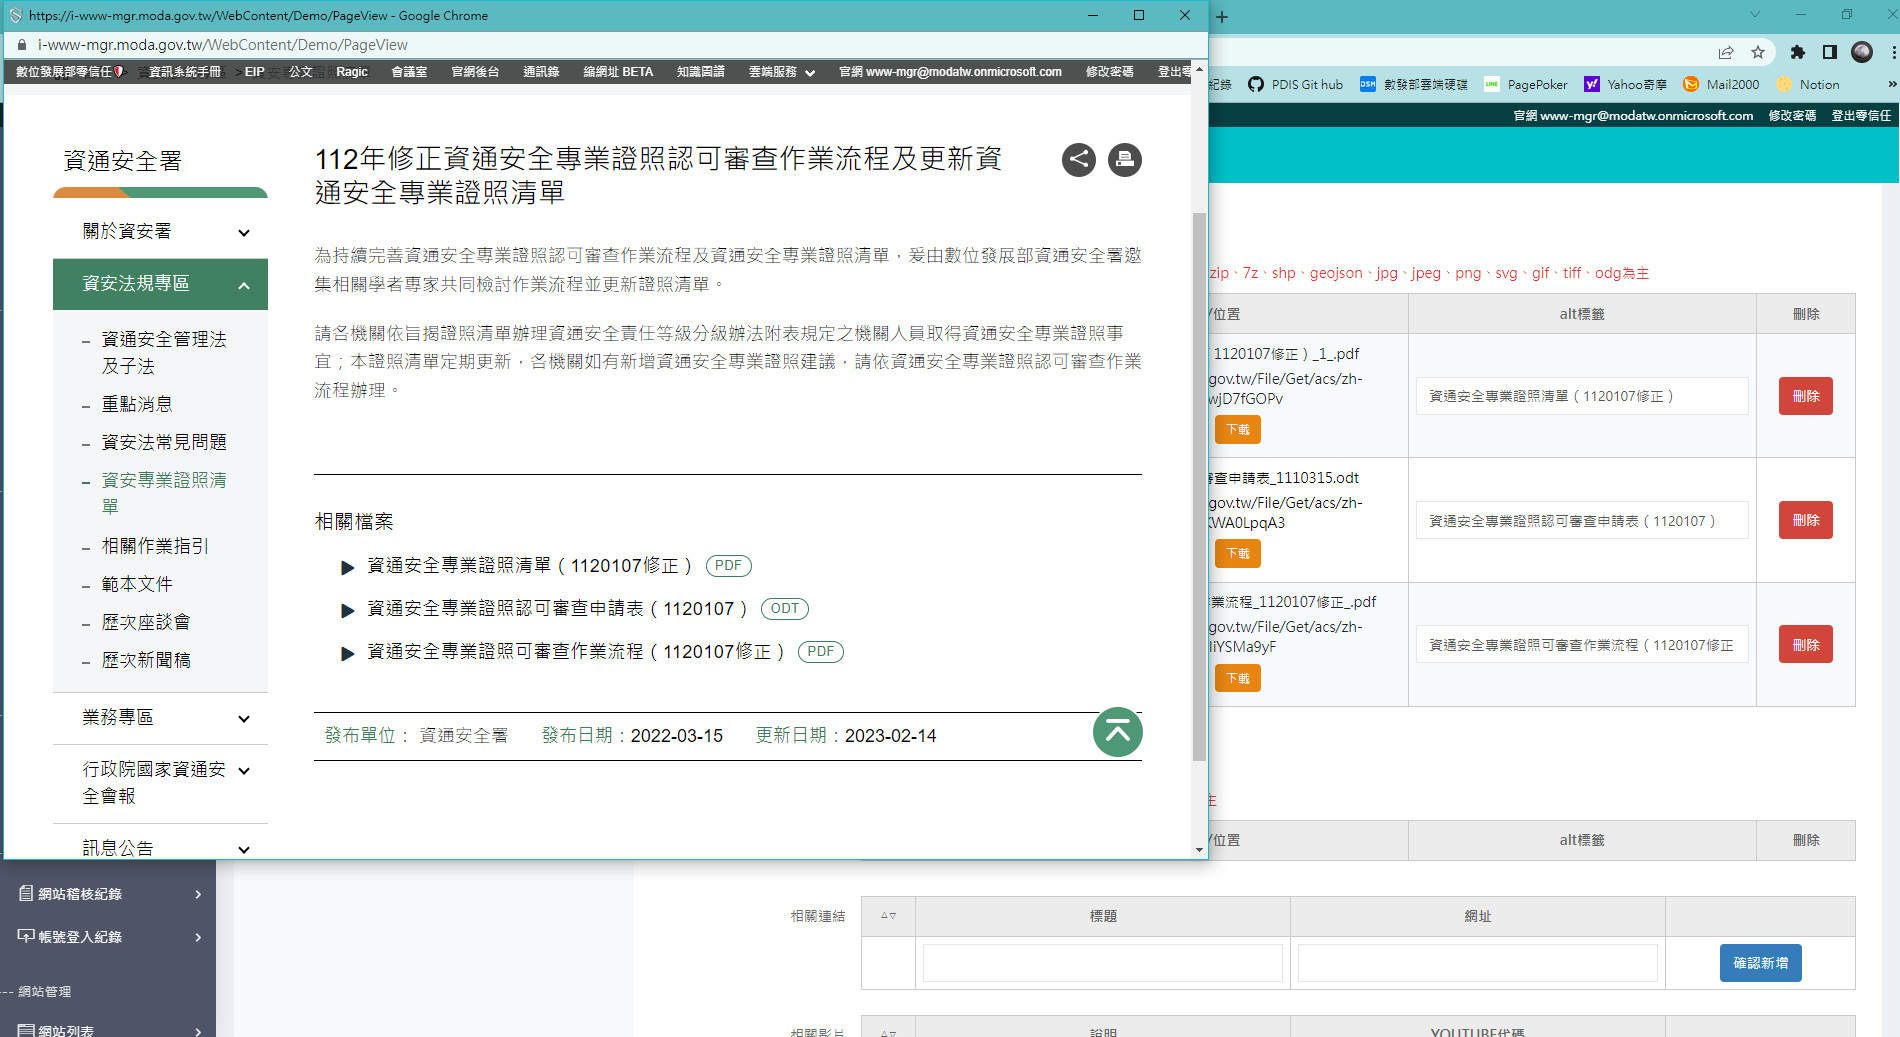 https://i-www-mgr.moda.gov.tw/WebContent/Demo/PageView - Google Chrome
i-www-mgr.moda.gov.tw/WebContent/Demo/PageView
數位發展部零信任 資訊系統手冊 EIP 公文 Ragic 會議室 官網後台 通訊錄 縮網址 BETA 知識圖譜 雲端服務 官網 www-mgr@modatw.onmicrosoft.com 修改密碼 登出零
資通安全署
關於資安署
資安法規專區
資通安全管理法
及子法
重點消息
資安法常見問題
資安專業證照清
單
相關作業指引
範本文件
歷次座談會
歷次新聞稿
業務專區
行政院國家資通安
全會報
訊息公告
112年修正資通安全專業證照認可審查作業流程及更新資
通安全專業證照清單
為持續完善資通安全專業證照認可審查作業流程及資通安全專業證照清單，爰由數位發展部資通安全署邀
集相關學者專家共同檢討作業流程並更新證照清單。
請各機關依旨揭證照清單辦理資通安全責任等級分級辦法附表規定之機關人員取得資通安全專業證照事
宜；本證照清單定期更新，各機關如有新增資通安全專業證照建議，請依資通安全專業證照認可審查作業
流程辦理。
相關檔案
資通安全專業證照清單（1120107修正） PDF
資通安全專業證照認可審查申請表（1120107） ODT
資通安全專業證照可審查作業流程（1120107修正） PDF
發布單位： 資通安全署 發布日期：2022-03-15 更新日期：2023-02-14
紀錄 PDIS Git hub DSM 數發部雲端硬碟 LINE PagePoker Yahoo奇摩 Mail2000 Notion »
官網 www-mgr@modatw.onmicrosoft.com 修改密碼 登出零信任
zip、7z、shp、geojson、jpg、jpeg、png、svg、gif、tiff、odg為主
/位置 alt標籤 刪除
1120107修正）_1_.pdf
gov.tw/File/Get/acs/zh-
wjD7fGOPv
下載
資通安全專業證照清單（1120107修正）
刪除
審查申請表_1110315.odt
gov.tw/File/Get/acs/zh-
KWA0LpqA3
下載
資通安全專業證照認可審查申請表（1120107）
刪除
業流程_1120107修正_.pdf
gov.tw/File/Get/acs/zh-
IiYSMa9yF
下載
資通安全專業證照可審查作業流程（1120107修正
刪除
主
/位置 alt標籤 刪除
相關連結 標題 網址
確認新增
相關影片 說明 YOUTUBE代碼
網站稽核紀錄
帳號登入紀錄
--- 網站管理
網站列表